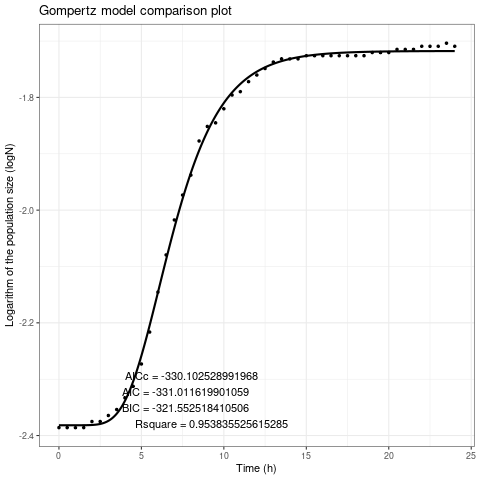 Gompertz model comparison plot
Logarithm of the population size (logN)
-1.8
-2.0
-2.2
-2.4
AICc = -330.102528991968
AIC = -331.011619901059
BIC = -321.552518410506
Rsquare = 0.953835525615285
0 5 10 15 20 25
Time (h)